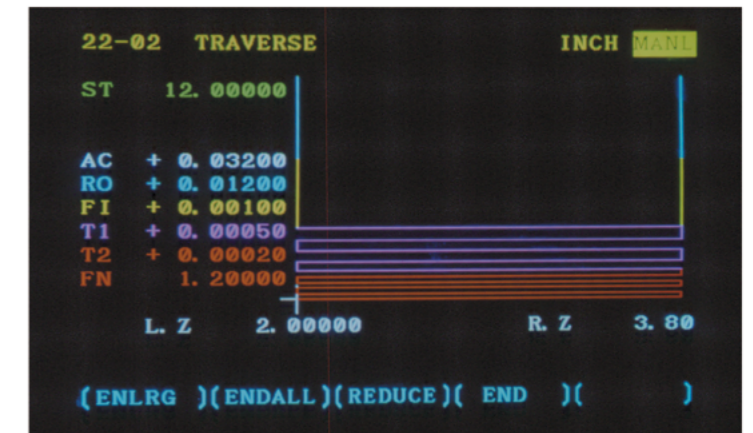 22-02 TRAVERSE INCH MANL
ST 12.00000
AC + 0.03200
RO + 0.01200
FI + 0.00100
T1 + 0.00050
T2 + 0.00020
FN 1.20000
L.Z 2.00000 R.Z 3.80
(ENLRG )(ENDALL)(REDUCE)( END )( )